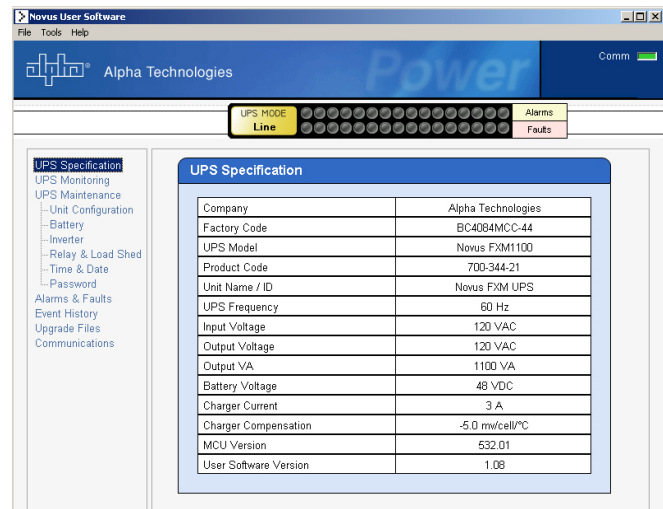 Novus User Software
File Tools Help
alpha® Alpha Technologies
Power
Comm
UPS MODE
Line
Alarms
Faults
UPS Specification
UPS Monitoring
UPS Maintenance
Unit Configuration
Battery
Inverter
Relay & Load Shed
Time & Date
Password
Alarms & Faults
Event History
Upgrade Files
Communications
UPS Specification
Company Alpha Technologies
Factory Code BC4084MCC-44
UPS Model Novus FXM1100
Product Code 700-344-21
Unit Name / ID Novus FXM UPS
UPS Frequency 60 Hz
Input Voltage 120 VAC
Output Voltage 120 VAC
Output VA 1100 VA
Battery Voltage 48 VDC
Charger Current 3 A
Charger Compensation -5.0 mv/cell/°C
MCU Version 532.01
User Software Version 1.08